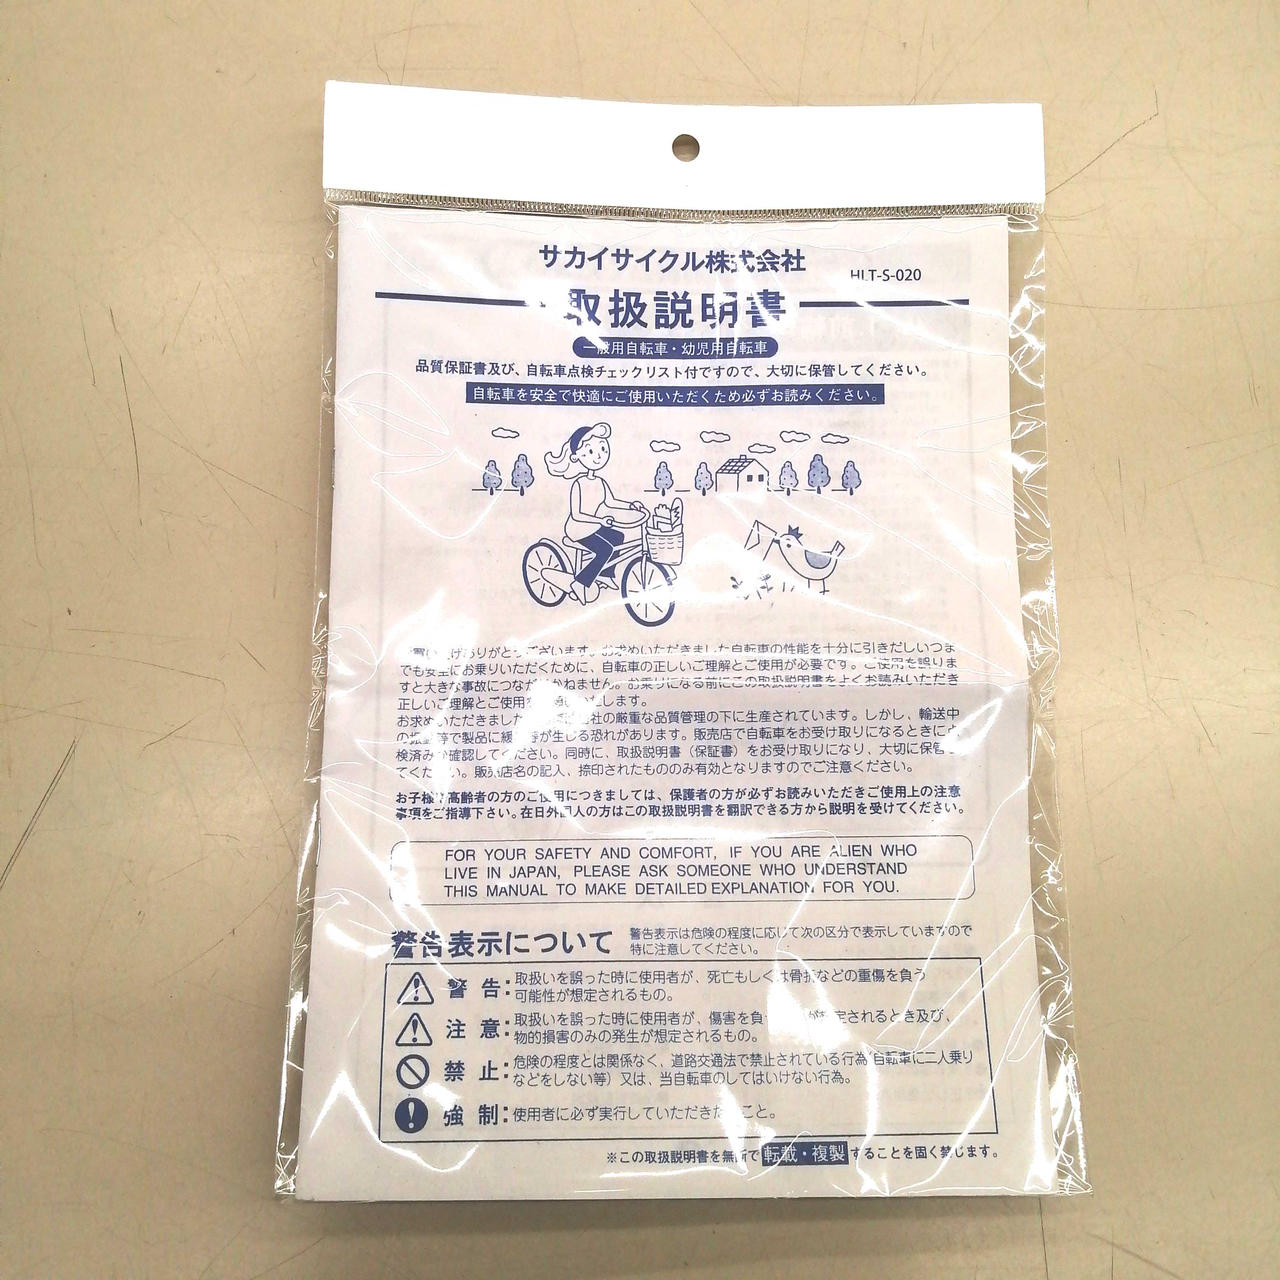 サカイサイクル株式会社
HLT-S-020
取扱説明書
一般用自転車・幼児用自転車
品質保証書及び、自転車点検チェックリスト付ですので、大切に保管してください。
自転車を安全で快適にご使用いただくため必ずお読みください。
お求めいただきました自転車の性能を十分に引きだしいつま
でも安全にお乗りいただくために、自転車の正しいご理解とご使用が必要です。ご使用を誤りま
すと大きな事故につながりかねません。お乗りになる前にこの取扱説明書をよくお読みいただき
正しいご理解とご使用をお願いいたします。
お求めいただきました の厳重な品質管理の下に生産されています。しかし、輸送中
の振動等で製品に緩み等が生じる恐れがあります。販売店で自転車をお受け取りになるときに点
検済みか確認してください。同時に、取扱説明書（保証書）をお受け取りになり、大切に保管し
てください。販売店名の記入、捺印されたもののみ有効となりますのでご注意ください。
お子様や高齢者の方のご使用につきましては、保護者の方が必ずお読みいただきご使用上の注意
事項をご指導下さい。在日外国人の方はこの取扱説明書を翻訳できる方から説明を受けてください。
FOR YOUR SAFETY AND COMFORT, IF YOU ARE ALIEN WHO
LIVE IN JAPAN, PLEASE ASK SOMEONE WHO UNDERSTAND
THIS MaNUAL TO MAKE DETAILED EXPLANATION FOR YOU.
警告表示について
警告表示は危険の程度に応じて次の区分で表示していますので
特に注意してください。
警告：取扱いを誤った時に使用者が、死亡もしくは骨折などの重傷を負う
可能性が想定されるもの。
注意：取扱いを誤った時に使用者が、傷害を負う が想定されるとき及び、
物的損害のみの発生が想定されるもの。
禁止：危険の程度とは関係なく、道路交通法で禁止されている行為（自転車に二人乗り
などをしない等）又は、当自転車のしてはいけない行為。
強制：使用者に必ず実行していただきたいこと。
※この取扱説明書を無断で転載・複製することを固く禁じます。